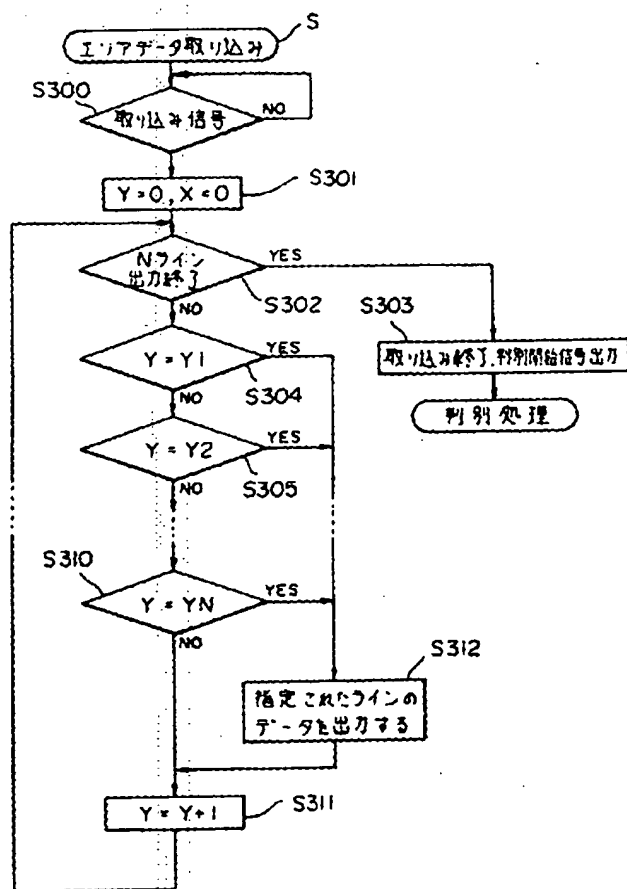 S
エリアデータ取り込み
S300
取り込み信号
NO
S301
Y=0, X=0
Nライン
出力終了
YES
S302
NO
S303
取り込み終了,判別開始信号出力
判別処理
Y = Y1
YES
S304
NO
Y = Y2
YES
S305
NO
S310
Y = YN
YES
NO
S312
指定されたラインの
データを出力する
Y = Y+1
S311